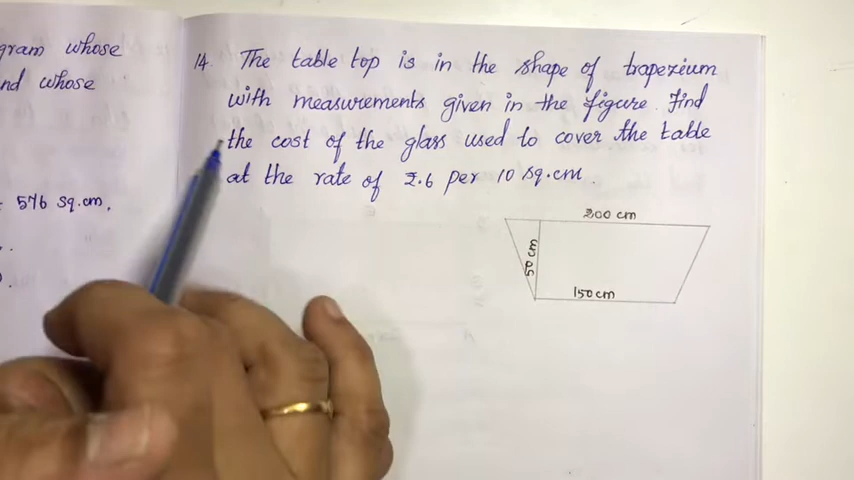 gram whose
nd whose
= 576 sq.cm,
14. The table top is in the shape of trapezium
with measurements given in the figure. Find
the cost of the glass used to cover the table
at the rate of ₹.6 per 10 sq.cm.
200 cm
50 cm
150 cm